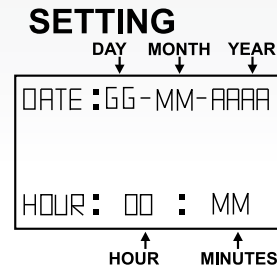 SETTING
DAY MONTH YEAR
DATE:GG-MM-AAAA
HOUR: OO : MM
HOUR MINUTES